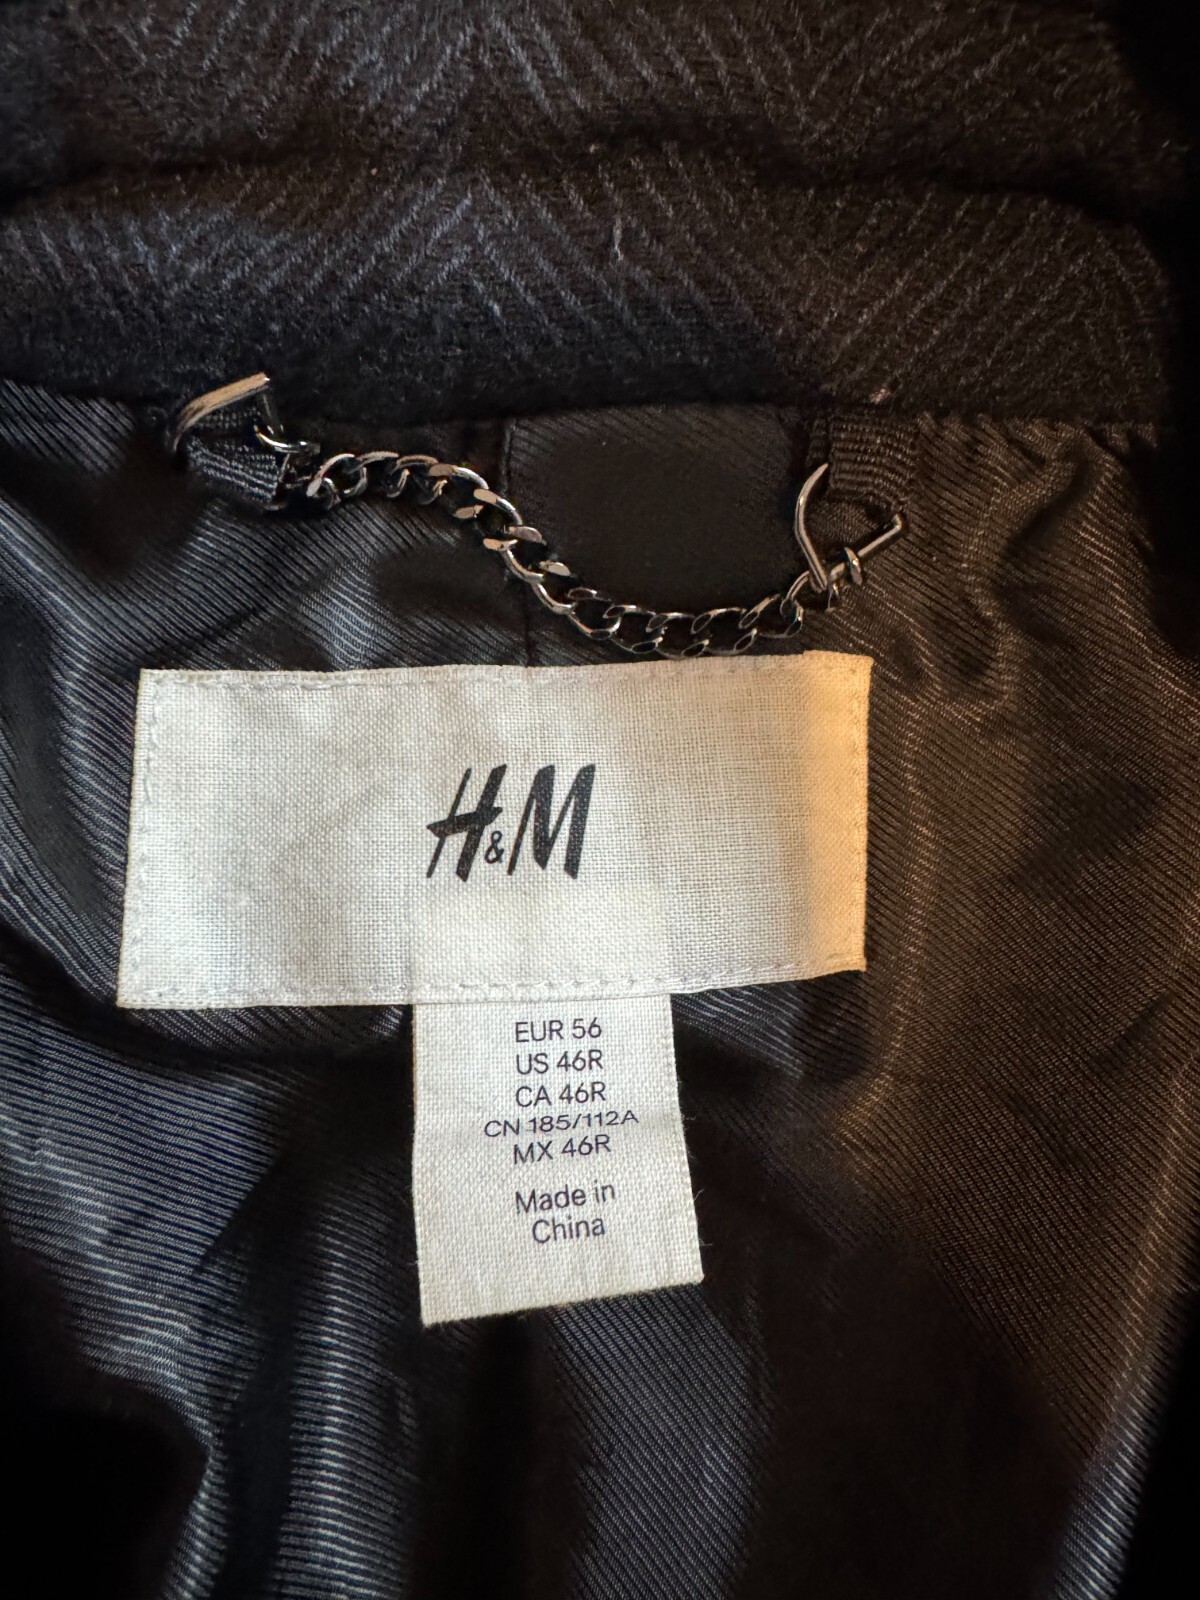 H&M
EUR 56
US 46R
CA 46R
CN 185/112A
MX 46R
Made in
China